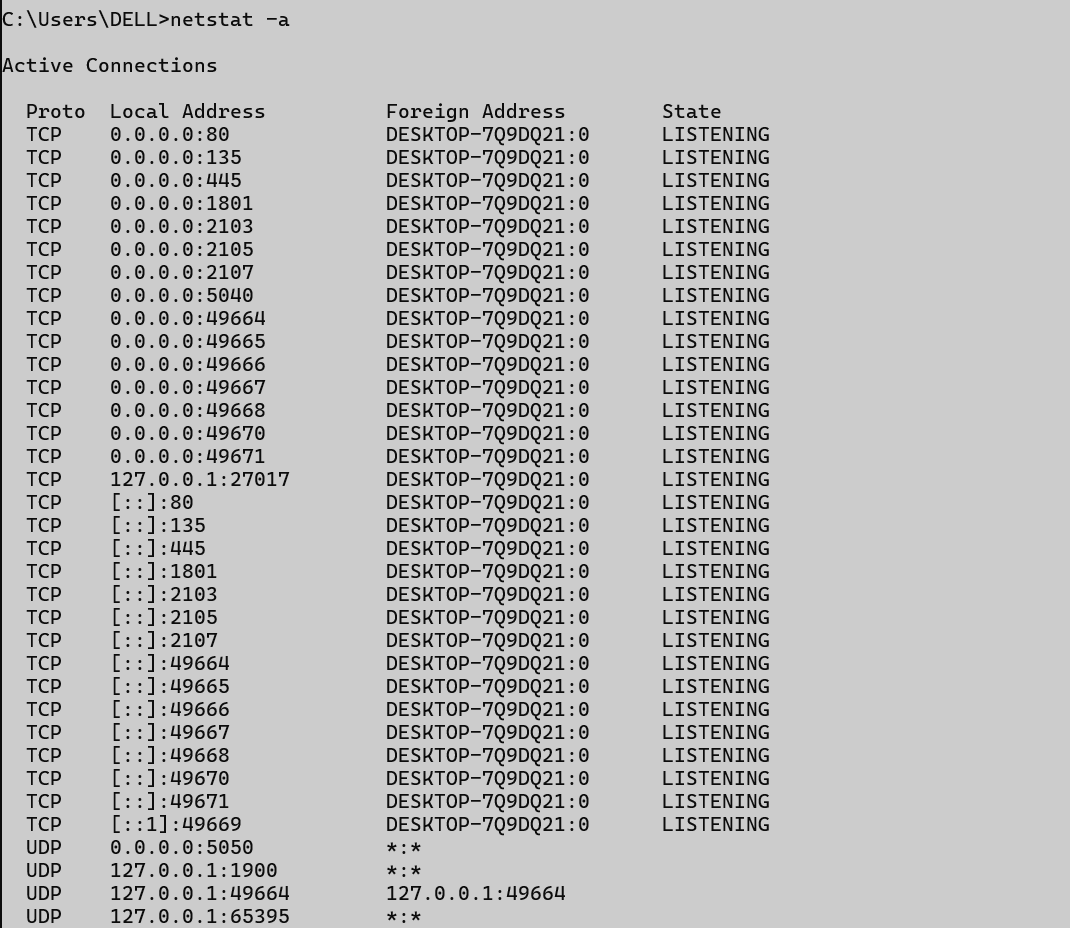 C:\Users\DELL>netstat -a
Active Connections
Proto  Local Address          Foreign Address        State
TCP    0.0.0.0:80             DESKTOP-7Q9DQ21:0      LISTENING
TCP    0.0.0.0:135            DESKTOP-7Q9DQ21:0      LISTENING
TCP    0.0.0.0:445            DESKTOP-7Q9DQ21:0      LISTENING
TCP    0.0.0.0:1801           DESKTOP-7Q9DQ21:0      LISTENING
TCP    0.0.0.0:2103           DESKTOP-7Q9DQ21:0      LISTENING
TCP    0.0.0.0:2105           DESKTOP-7Q9DQ21:0      LISTENING
TCP    0.0.0.0:2107           DESKTOP-7Q9DQ21:0      LISTENING
TCP    0.0.0.0:5040           DESKTOP-7Q9DQ21:0      LISTENING
TCP    0.0.0.0:49664          DESKTOP-7Q9DQ21:0      LISTENING
TCP    0.0.0.0:49665          DESKTOP-7Q9DQ21:0      LISTENING
TCP    0.0.0.0:49666          DESKTOP-7Q9DQ21:0      LISTENING
TCP    0.0.0.0:49667          DESKTOP-7Q9DQ21:0      LISTENING
TCP    0.0.0.0:49668          DESKTOP-7Q9DQ21:0      LISTENING
TCP    0.0.0.0:49670          DESKTOP-7Q9DQ21:0      LISTENING
TCP    0.0.0.0:49671          DESKTOP-7Q9DQ21:0      LISTENING
TCP    127.0.0.1:27017        DESKTOP-7Q9DQ21:0      LISTENING
TCP    [::]:80                DESKTOP-7Q9DQ21:0      LISTENING
TCP    [::]:135               DESKTOP-7Q9DQ21:0      LISTENING
TCP    [::]:445               DESKTOP-7Q9DQ21:0      LISTENING
TCP    [::]:1801              DESKTOP-7Q9DQ21:0      LISTENING
TCP    [::]:2103              DESKTOP-7Q9DQ21:0      LISTENING
TCP    [::]:2105              DESKTOP-7Q9DQ21:0      LISTENING
TCP    [::]:2107              DESKTOP-7Q9DQ21:0      LISTENING
TCP    [::]:49664             DESKTOP-7Q9DQ21:0      LISTENING
TCP    [::]:49665             DESKTOP-7Q9DQ21:0      LISTENING
TCP    [::]:49666             DESKTOP-7Q9DQ21:0      LISTENING
TCP    [::]:49667             DESKTOP-7Q9DQ21:0      LISTENING
TCP    [::]:49668             DESKTOP-7Q9DQ21:0      LISTENING
TCP    [::]:49670             DESKTOP-7Q9DQ21:0      LISTENING
TCP    [::]:49671             DESKTOP-7Q9DQ21:0      LISTENING
TCP    [::1]:49669            DESKTOP-7Q9DQ21:0      LISTENING
UDP    0.0.0.0:5050           *:*
UDP    127.0.0.1:1900         *:*
UDP    127.0.0.1:49664        127.0.0.1:49664
UDP    127.0.0.1:65395        *:*